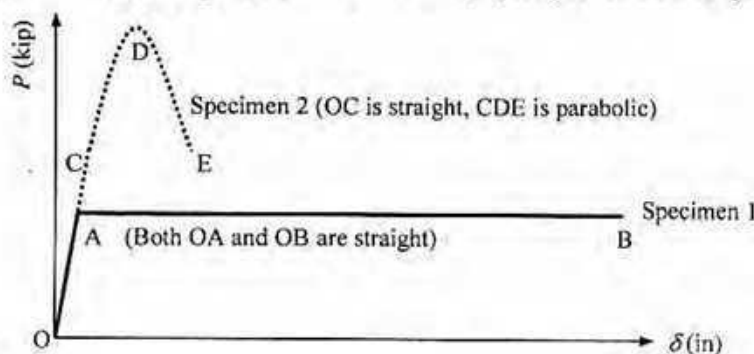 P (kip)
D
Specimen 2 (OC is straight, CDE is parabolic)
C
E
Specimen 1
A (Both OA and OB are straight)
B
O
δ (in)